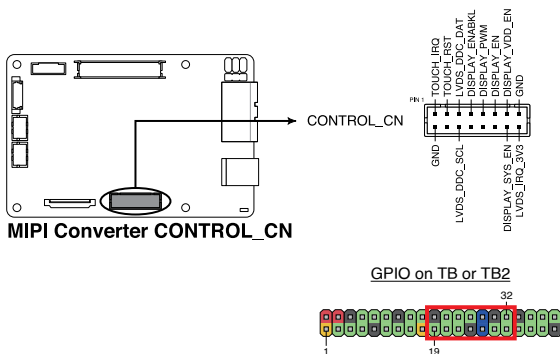 TOUCH_IRQ
TOUCH_RST
LVDS_DDC_DAT
DISPLAY_ENABKL
DISPLAY_PWM
DISPLAY_EN
DISPLAY_VDD_EN
GND
PIN 1
CONTROL_CN
GND
LVDS_DDC_SCL
DISPLAY_SYS_EN
LVDS_IRQ_3V3
MIPI Converter CONTROL_CN
GPIO on TB or TB2
32
1
19